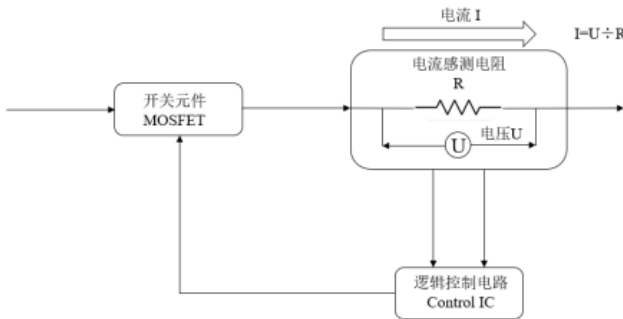 电流 I
I=U÷R
电流感测电阻
R
开关元件
MOSFET
U
电压U
逻辑控制电路
Control IC